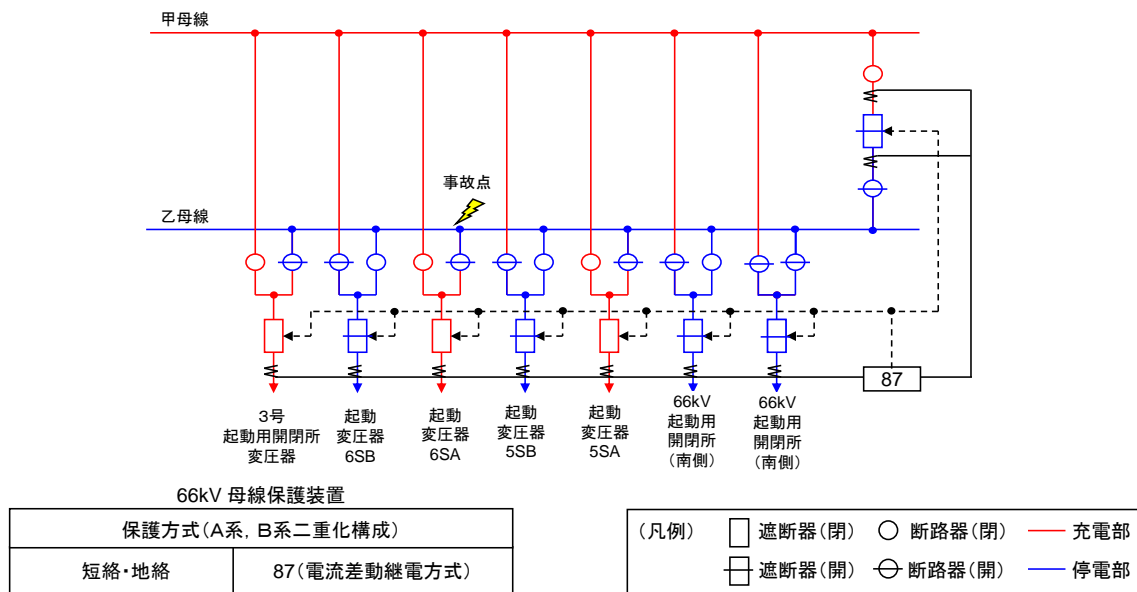 甲母線
事故点
乙母線
87
3号
起動用開閉所
変圧器
起動
変圧器
6SB
起動
変圧器
6SA
起動
変圧器
5SB
起動
変圧器
5SA
66kV
起動用
開閉所
(南側)
66kV
起動用
開閉所
(南側)
66kV 母線保護装置
保護方式(A系, B系二重化構成)
短絡・地絡 87(電流差動継電方式)
(凡例) 遮断器(閉) 断路器(閉) 充電部
遮断器(開) 断路器(開) 停電部